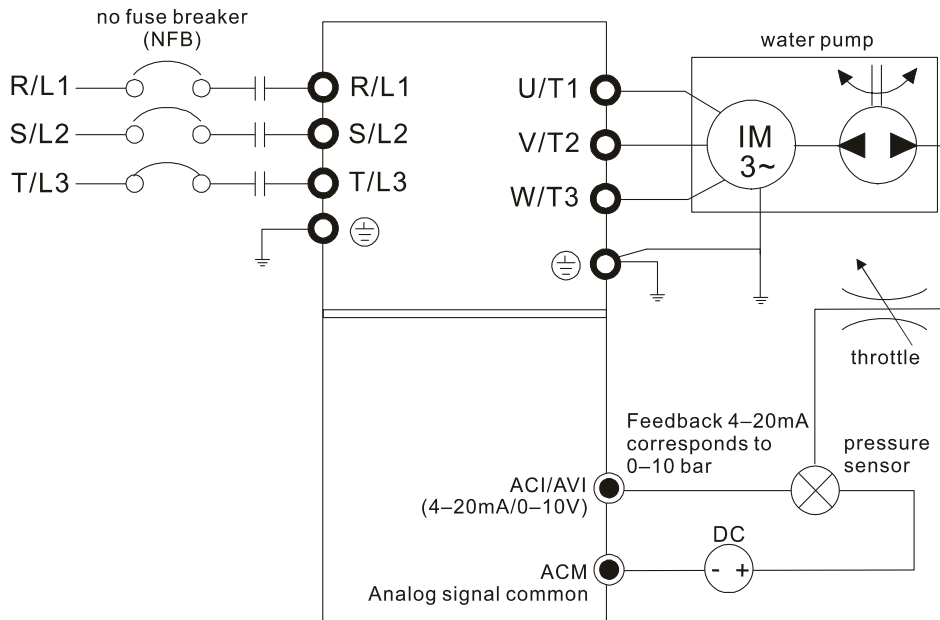 no fuse breaker
(NFB)
water pump
R/L1
R/L1
U/T1
S/L2
S/L2
V/T2
IM
3~
T/L3
T/L3
W/T3
throttle
Feedback 4–20mA
corresponds to
0–10 bar
pressure
sensor
ACI/AVI
(4–20mA/0–10V)
DC
- +
ACM
Analog signal common